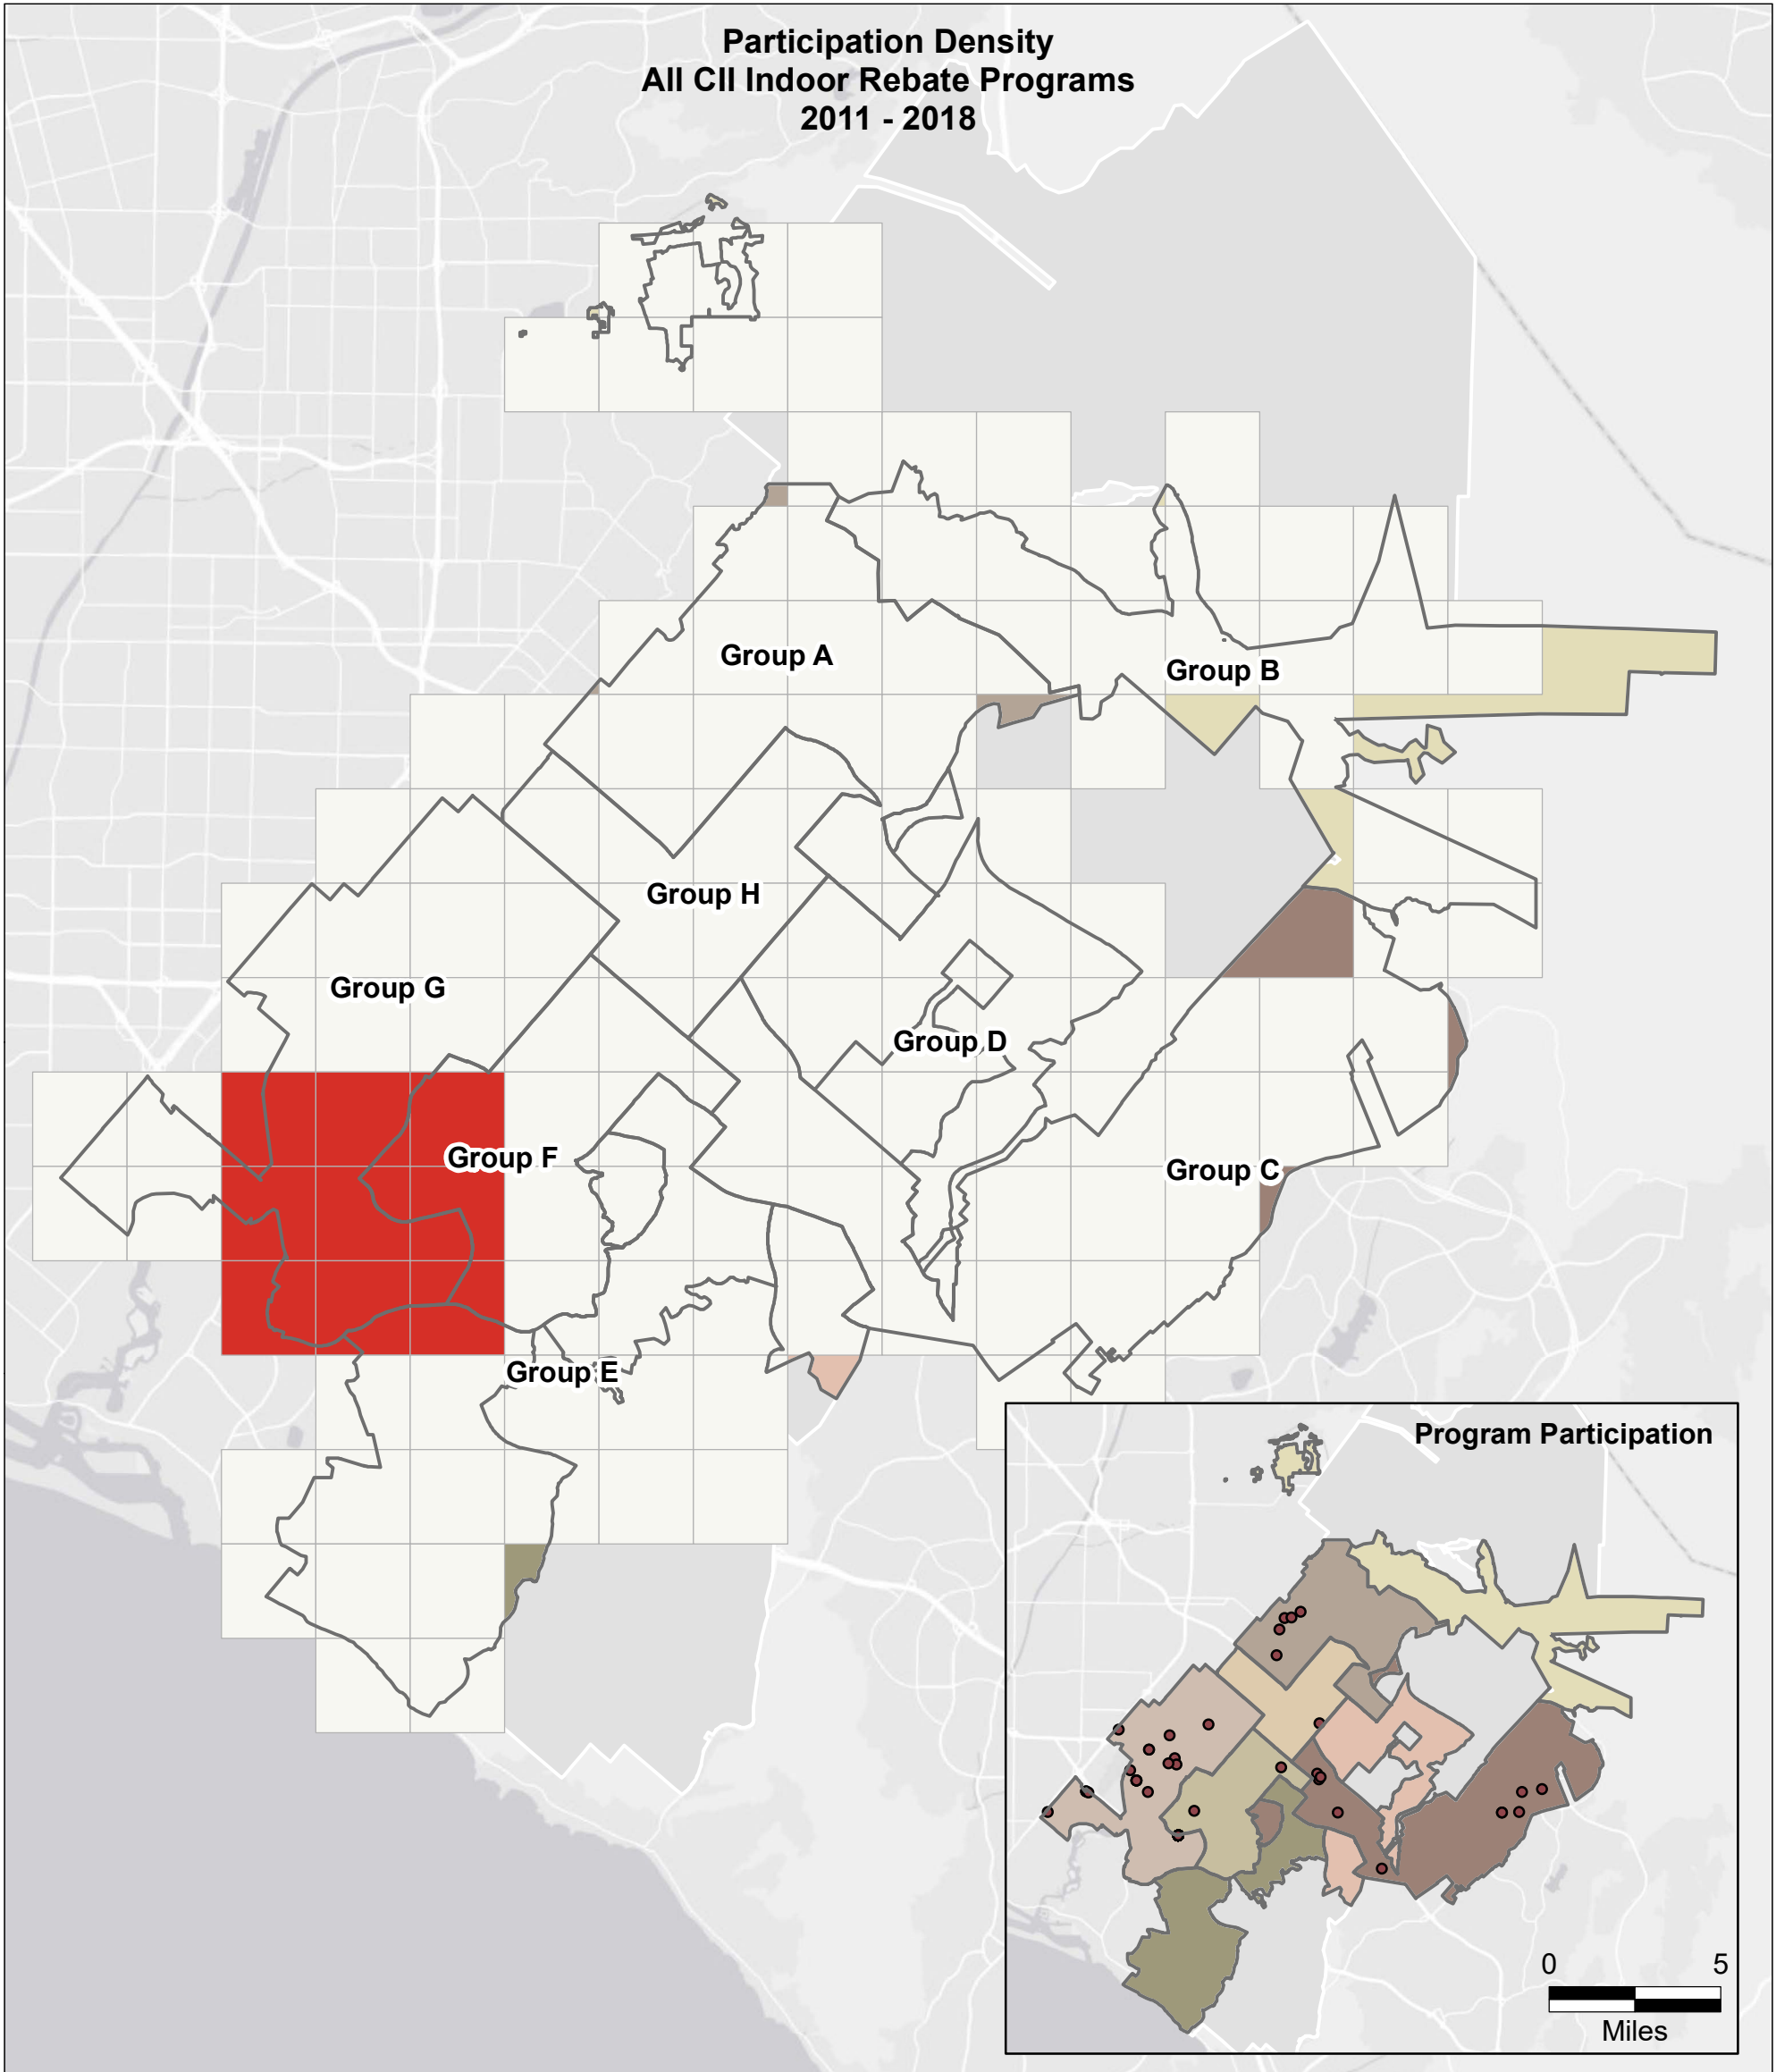 Participation Density
All CII Indoor Rebate Programs
2011 - 2018
Group A
Group B
Group H
Group G
Group D
Group F
Group C
Group E
Program Participation
0 5
Miles